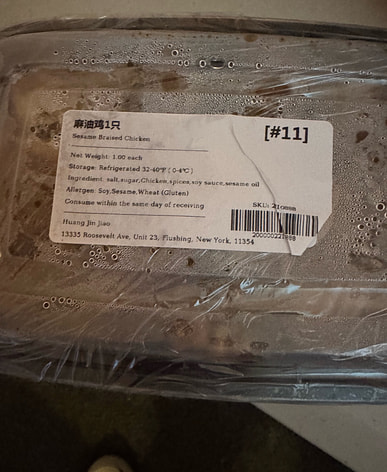 麻油鸡1只
[#11]
Sesame Braised Chicken
Net Weight: 1.00 each
Storage: Refrigerated 32-40℉ ( 0-4℃ )
Ingredient: salt,sugar,Chicken,spices,soy sauce,sesame oil
Allergen: Soy,Sesame,Wheat (Gluten)
Consume within the same day of receiving
SKU:
Huang Jin Jiao
13335 Roosevelt Ave, Unit 23, Flushing, New York, 11354